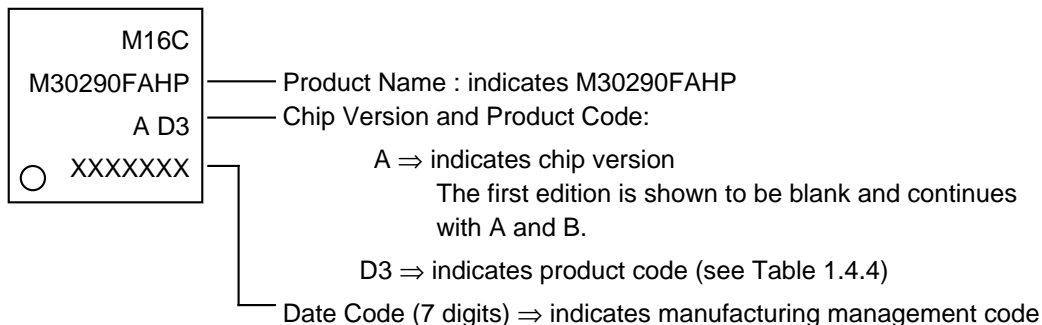 M16C
M30290FAHP
A D3
XXXXXXX
Product Name : indicates M30290FAHP
Chip Version and Product Code:
A ⇒ indicates chip version
The first edition is shown to be blank and continues
with A and B.
D3 ⇒ indicates product code (see Table 1.4.4)
Date Code (7 digits) ⇒ indicates manufacturing management code